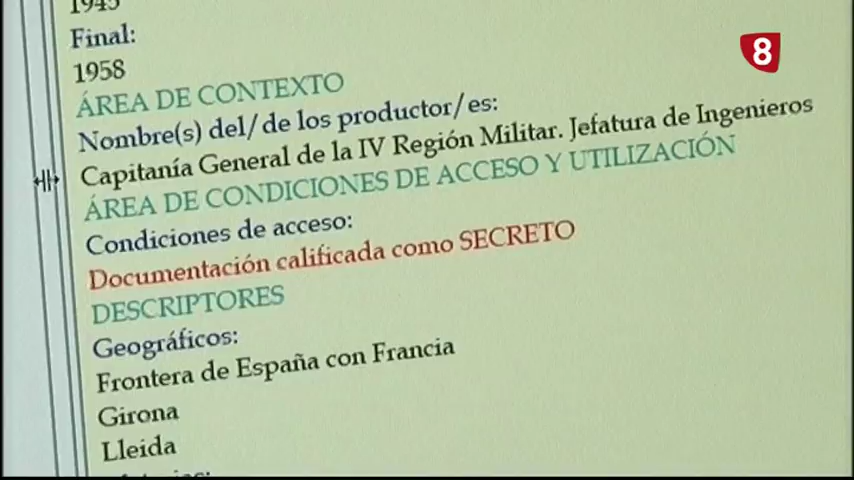 1945
Final:
1958
ÁREA DE CONTEXTO
Nombre(s) del/de los productor/es:
Capitanía General de la IV Región Militar. Jefatura de Ingenieros
ÁREA DE CONDICIONES DE ACCESO Y UTILIZACIÓN
Condiciones de acceso:
Documentación calificada como SECRETO
DESCRIPTORES
Geográficos:
Frontera de España con Francia
Girona
Lleida
8